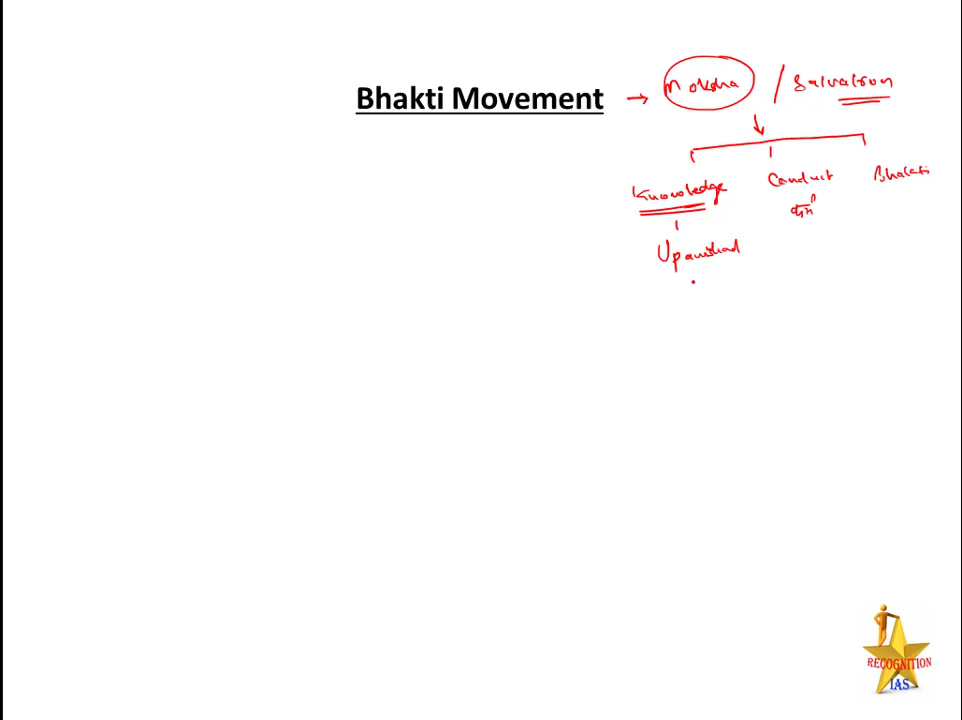 Bhakti Movement → Moksha / Salvation
Knowledge Conduct Bhakti
Upanishad
RECOGNITION
IAS